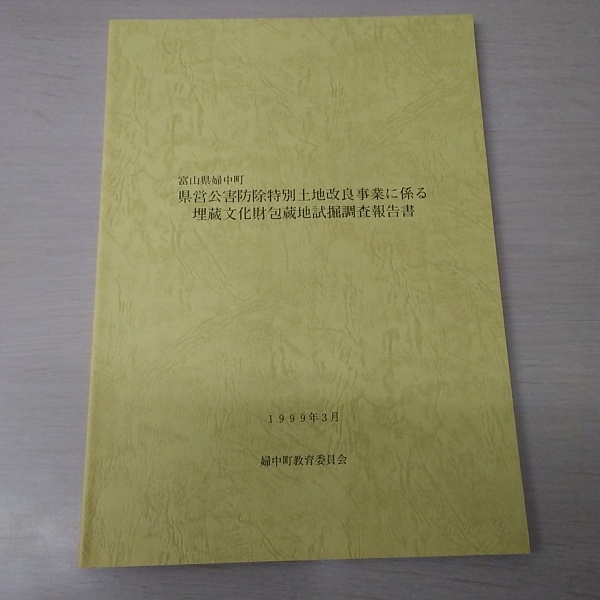 富山県婦中町
県営公害防除特別土地改良事業に係る
埋蔵文化財包蔵地試掘調査報告書
1999年3月
婦中町教育委員会